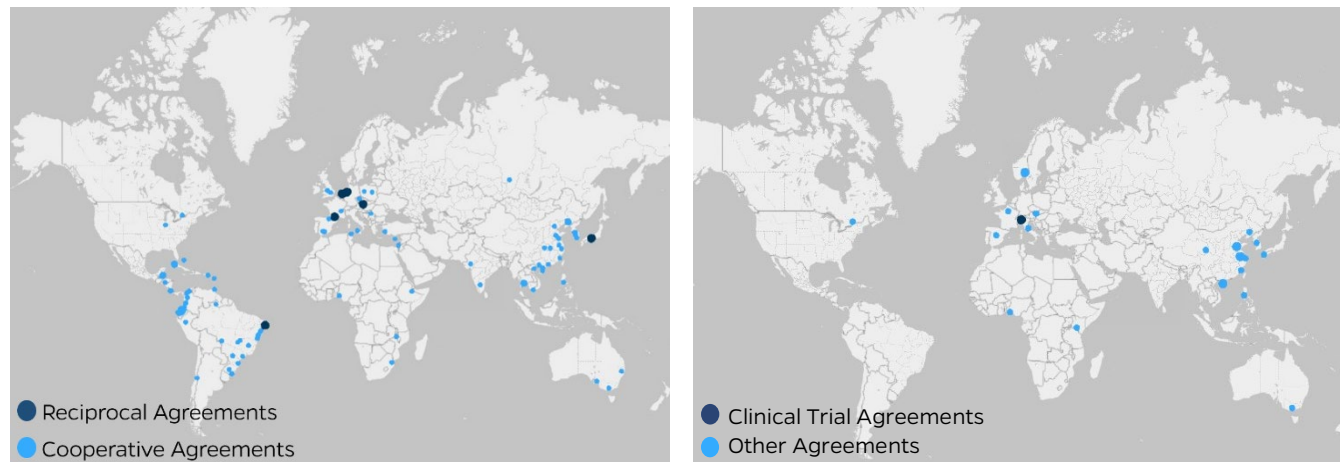 Reciprocal Agreements
Cooperative Agreements
Clinical Trial Agreements
Other Agreements